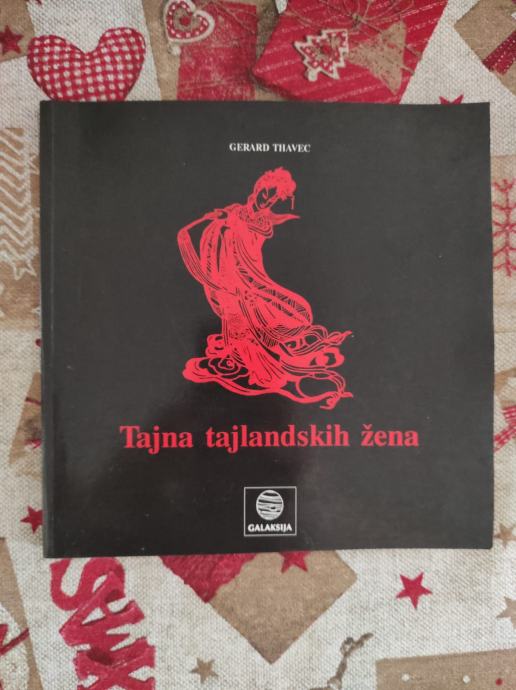 GERARD THAVEC
Tajna tajlandskih žena
GALAKSIJA